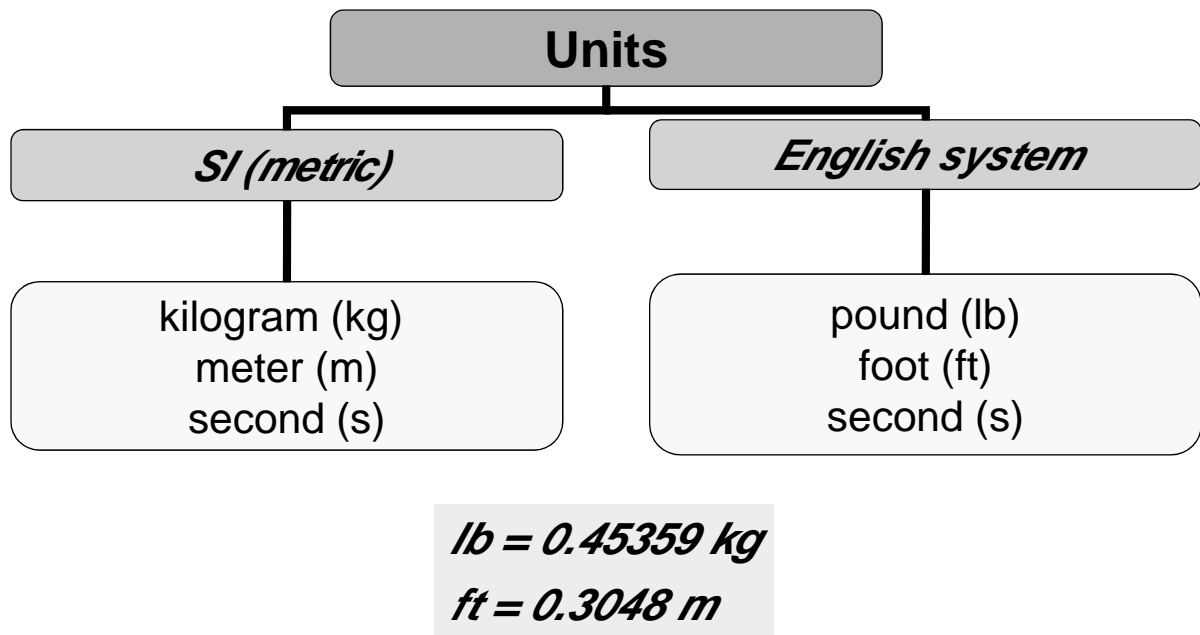 Units
SI (metric)
English system
kilogram (kg)
meter (m)
second (s)
pound (lb)
foot (ft)
second (s)
lb = 0.45359 kg
ft = 0.3048 m